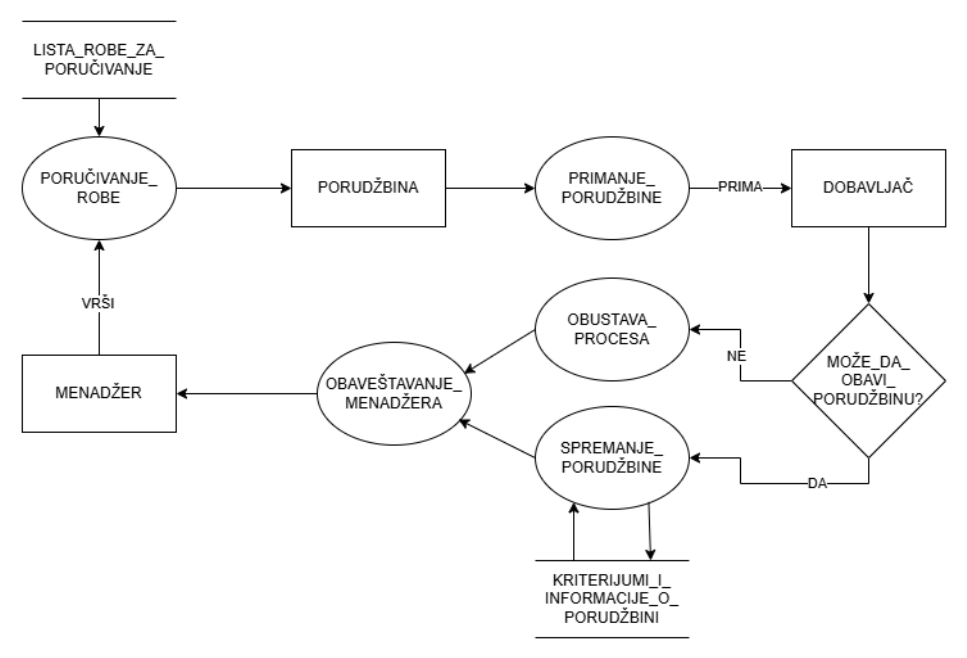 LISTA_ROBE_ZA_
PORUČIVANJE
PORUČIVANJE_
ROBE
PORUDŽBINA
PRIMANJE_
PORUDŽBINE
PRIMA
DOBAVLJAČ
VRŠI
OBUSTAVA_
PROCESA
NE
MOŽE_DA_
OBAVI_
PORUDŽBINU?
MENADŽER
OBAVEŠTAVANJE_
MENADŽERA
SPREMANJE_
PORUDŽBINE
DA
KRITERIJUMI_I_
INFORMACIJE_O_
PORUDŽBINI